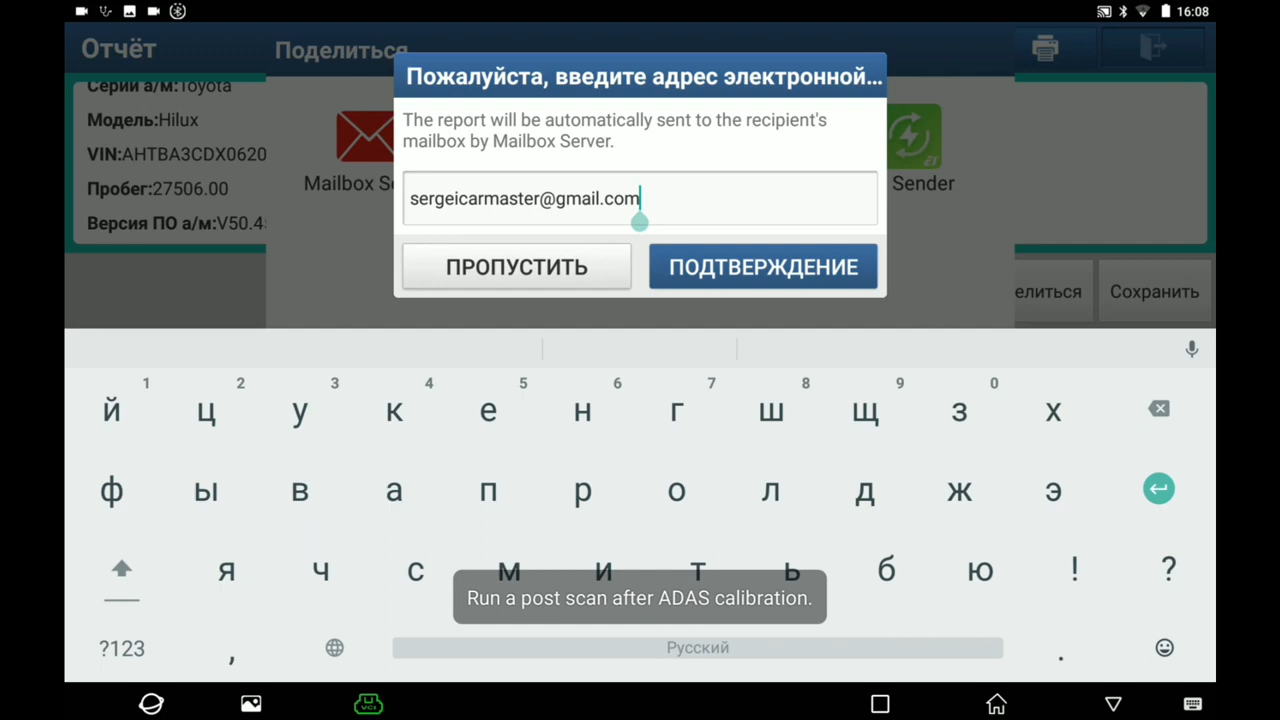 16:08
Отчёт
Поделиться
Пожалуйста, введите адрес электронной...
Серии а/м:Toyota
Модель:Hilux
VIN:AHTBA3CDX0620
Пробег:27506.00
Версия ПО а/м:V50.4
The report will be automatically sent to the recipient's
mailbox by Mailbox Server.
Mailbox Se
Sender
sergeicarmaster@gmail.com
ПРОПУСТИТЬ
ПОДТВЕРЖДЕНИЕ
елиться
Сохранить
1 2 3 4 5 6 7 8 9 0
й ц у к е н г ш щ з х
ф ы в а п р о л д ж э
я ч с м и т ь б ю ! ?
Run a post scan after ADAS calibration.
?123 , Русский .
VCI